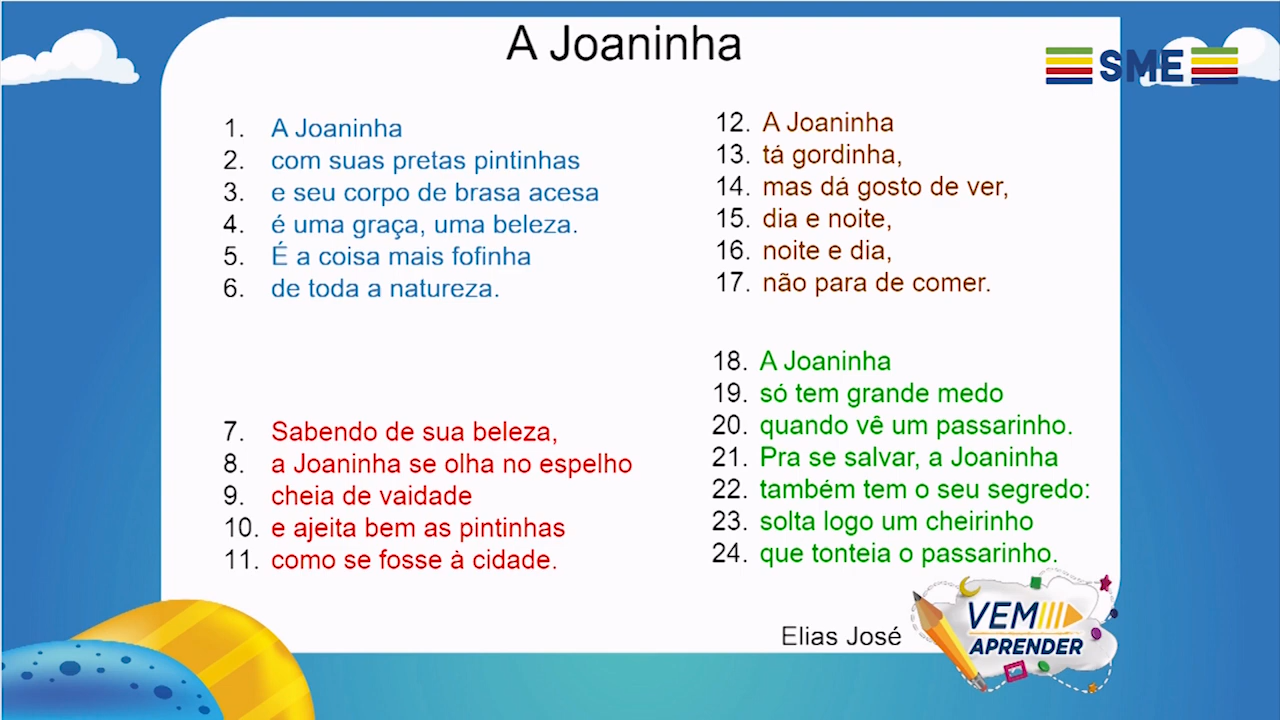 A Joaninha
SME
1. A Joaninha
2. com suas pretas pintinhas
3. e seu corpo de brasa acesa
4. é uma graça, uma beleza.
5. É a coisa mais fofinha
6. de toda a natureza.
7. Sabendo de sua beleza,
8. a Joaninha se olha no espelho
9. cheia de vaidade
10. e ajeita bem as pintinhas
11. como se fosse à cidade.
12. A Joaninha
13. tá gordinha,
14. mas dá gosto de ver,
15. dia e noite,
16. noite e dia,
17. não para de comer.
18. A Joaninha
19. só tem grande medo
20. quando vê um passarinho.
21. Pra se salvar, a Joaninha
22. também tem o seu segredo:
23. solta logo um cheirinho
24. que tonteia o passarinho.
Elias José
VEM
APRENDER